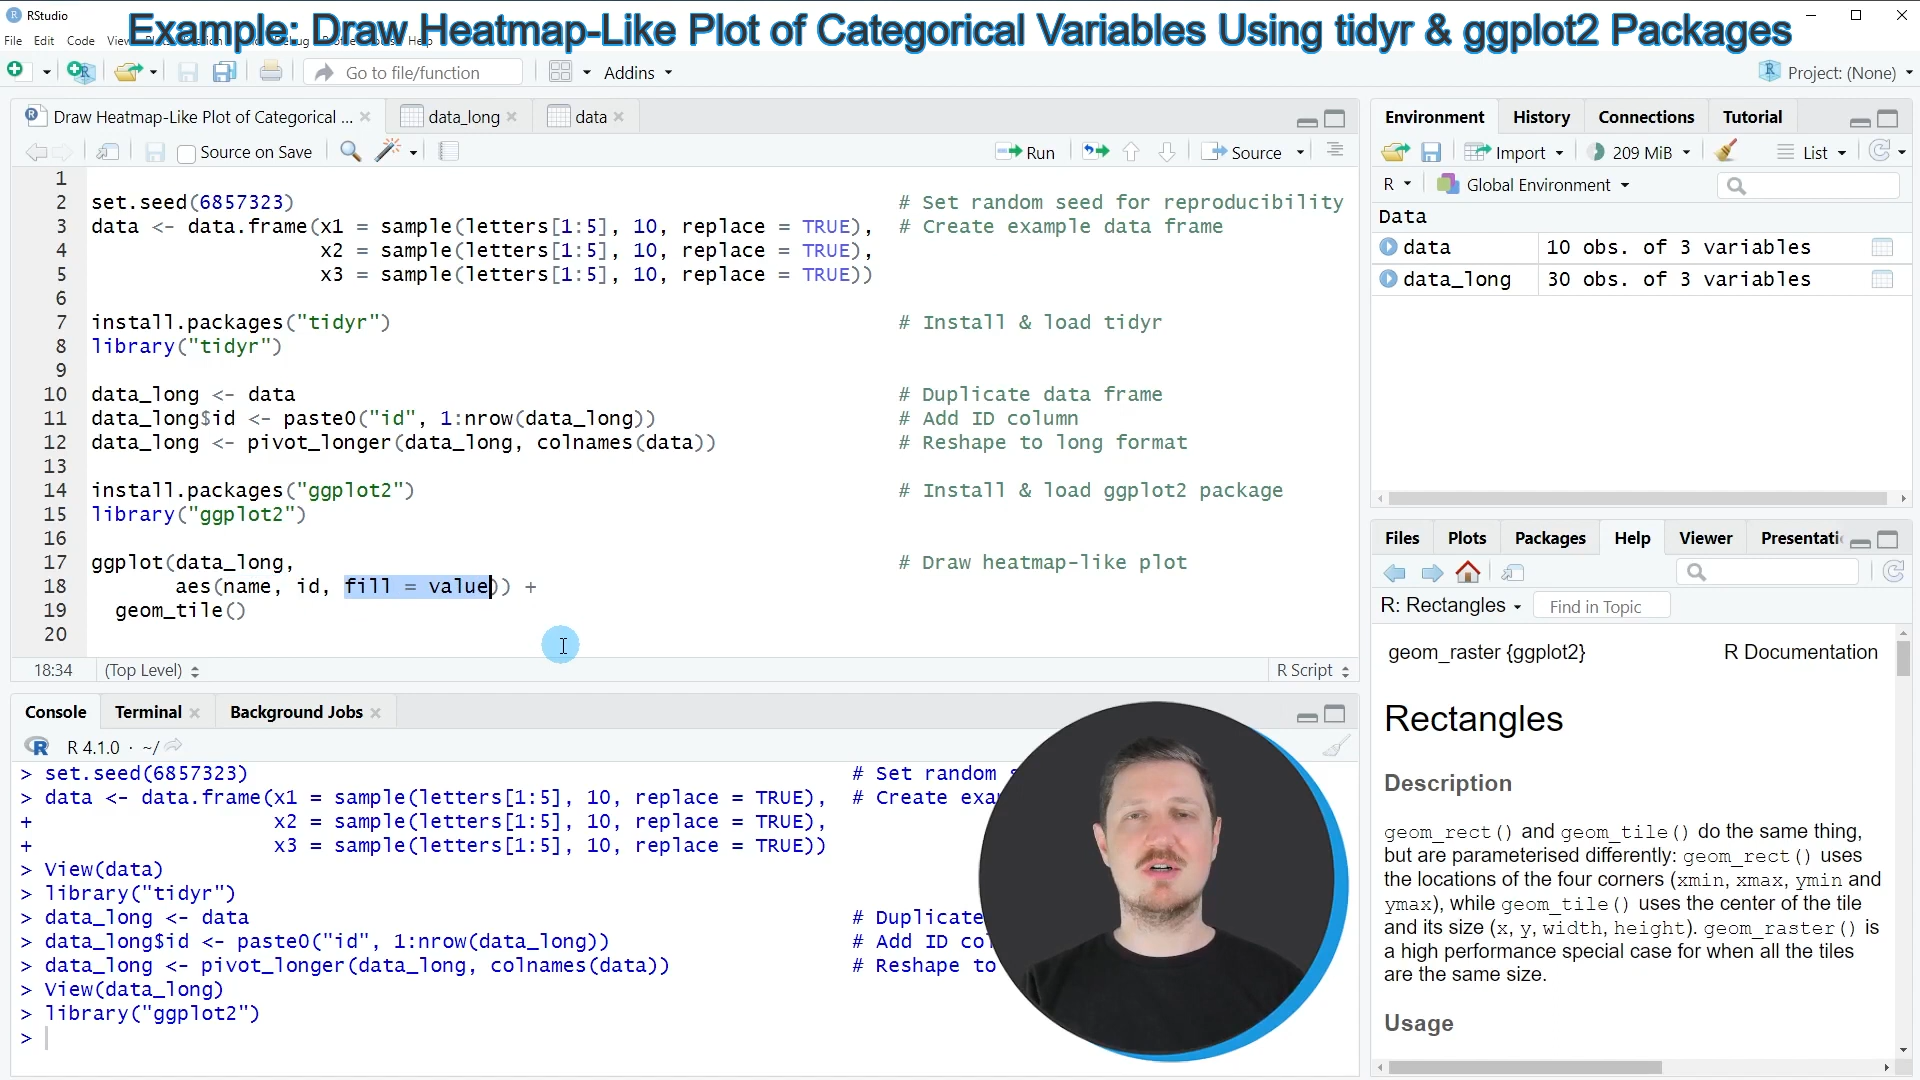 RStudio
Example: Draw Heatmap-Like Plot of Categorical Variables Using tidyr & ggplot2 Packages
File Edit Code View Help
Go to file/function
Addins
Project: (None)
Draw Heatmap-Like Plot of Categorical ...
data_long
data
Source on Save
Run
Source
1
2 set.seed(6857323) # Set random seed for reproducibility
3 data <- data.frame(x1 = sample(letters[1:5], 10, replace = TRUE), # Create example data frame
4 x2 = sample(letters[1:5], 10, replace = TRUE),
5 x3 = sample(letters[1:5], 10, replace = TRUE))
6
7 install.packages("tidyr") # Install & load tidyr
8 library("tidyr")
9
10 data_long <- data # Duplicate data frame
11 data_long$id <- paste0("id", 1:nrow(data_long)) # Add ID column
12 data_long <- pivot_longer(data_long, colnames(data)) # Reshape to long format
13
14 install.packages("ggplot2") # Install & load ggplot2 package
15 library("ggplot2")
16
17 ggplot(data_long, # Draw heatmap-like plot
18 aes(name, id, fill = value)) +
19 geom_tile()
20
18:34 (Top Level) R Script
Console Terminal Background Jobs
R 4.1.0 · ~/
> set.seed(6857323) # Set random
> data <- data.frame(x1 = sample(letters[1:5], 10, replace = TRUE), # Create exa
+ x2 = sample(letters[1:5], 10, replace = TRUE),
+ x3 = sample(letters[1:5], 10, replace = TRUE))
> View(data)
> library("tidyr")
> data_long <- data # Duplicate
> data_long$id <- paste0("id", 1:nrow(data_long)) # Add ID co
> data_long <- pivot_longer(data_long, colnames(data)) # Reshape to
> View(data_long)
> library("ggplot2")
>
Environment History Connections Tutorial
Import 209 MiB List
R Global Environment
Data
data 10 obs. of 3 variables
data_long 30 obs. of 3 variables
Files Plots Packages Help Viewer Presentati
R: Rectangles Find in Topic
geom_raster {ggplot2} R Documentation
Rectangles
Description
geom_rect() and geom_tile() do the same thing,
but are parameterised differently: geom_rect() uses
the locations of the four corners (xmin, xmax, ymin and
ymax), while geom_tile() uses the center of the tile
and its size (x, y, width, height). geom_raster() is
a high performance special case for when all the tiles
are the same size.
Usage